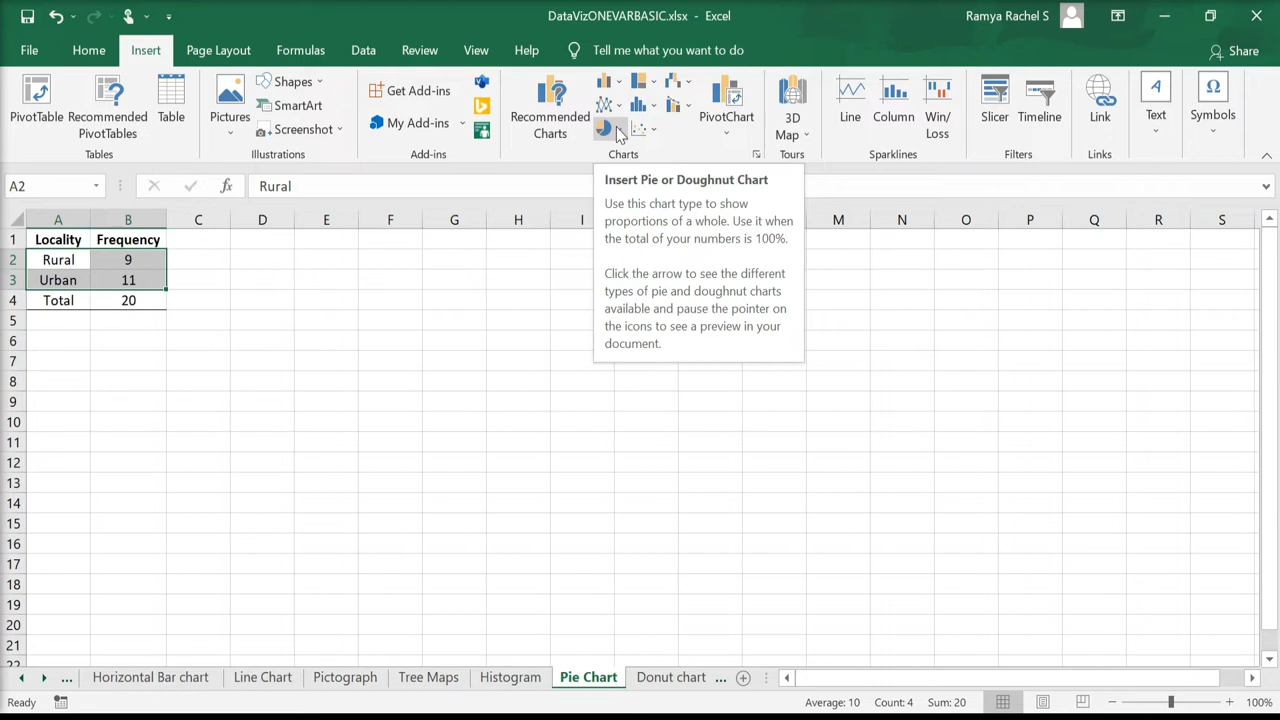 DataVizONEVARBASIC.xlsx - Excel
Ramya Rachel S
File Home Insert Page Layout Formulas Data Review View Help Tell me what you want to do Share
PivotTable
Recommended
PivotTables
Table
Tables
Pictures
Shapes
SmartArt
Screenshot
Illustrations
Get Add-ins
My Add-ins
Add-ins
Recommended
Charts
PivotChart
Charts
3D
Map
Tours
Line
Column
Win/
Loss
Sparklines
Slicer
Timeline
Filters
Link
Links
Text
Symbols
A2
fx
Rural
Insert Pie or Doughnut Chart
Use this chart type to show
proportions of a whole. Use it when
the total of your numbers is 100%.
Click the arrow to see the different
types of pie and doughnut charts
available and pause the pointer on
the icons to see a preview in your
document.
A B C D E F G H I M N O P Q R S
1 Locality Frequency
2 Rural 9
3 Urban 11
4 Total 20
5
6
7
8
9
10
11
12
13
14
15
16
17
18
19
20
21
22
... Horizontal Bar chart Line Chart Pictograph Tree Maps Histogram Pie Chart Donut chart ...
Ready
Average: 10 Count: 4 Sum: 20
100%